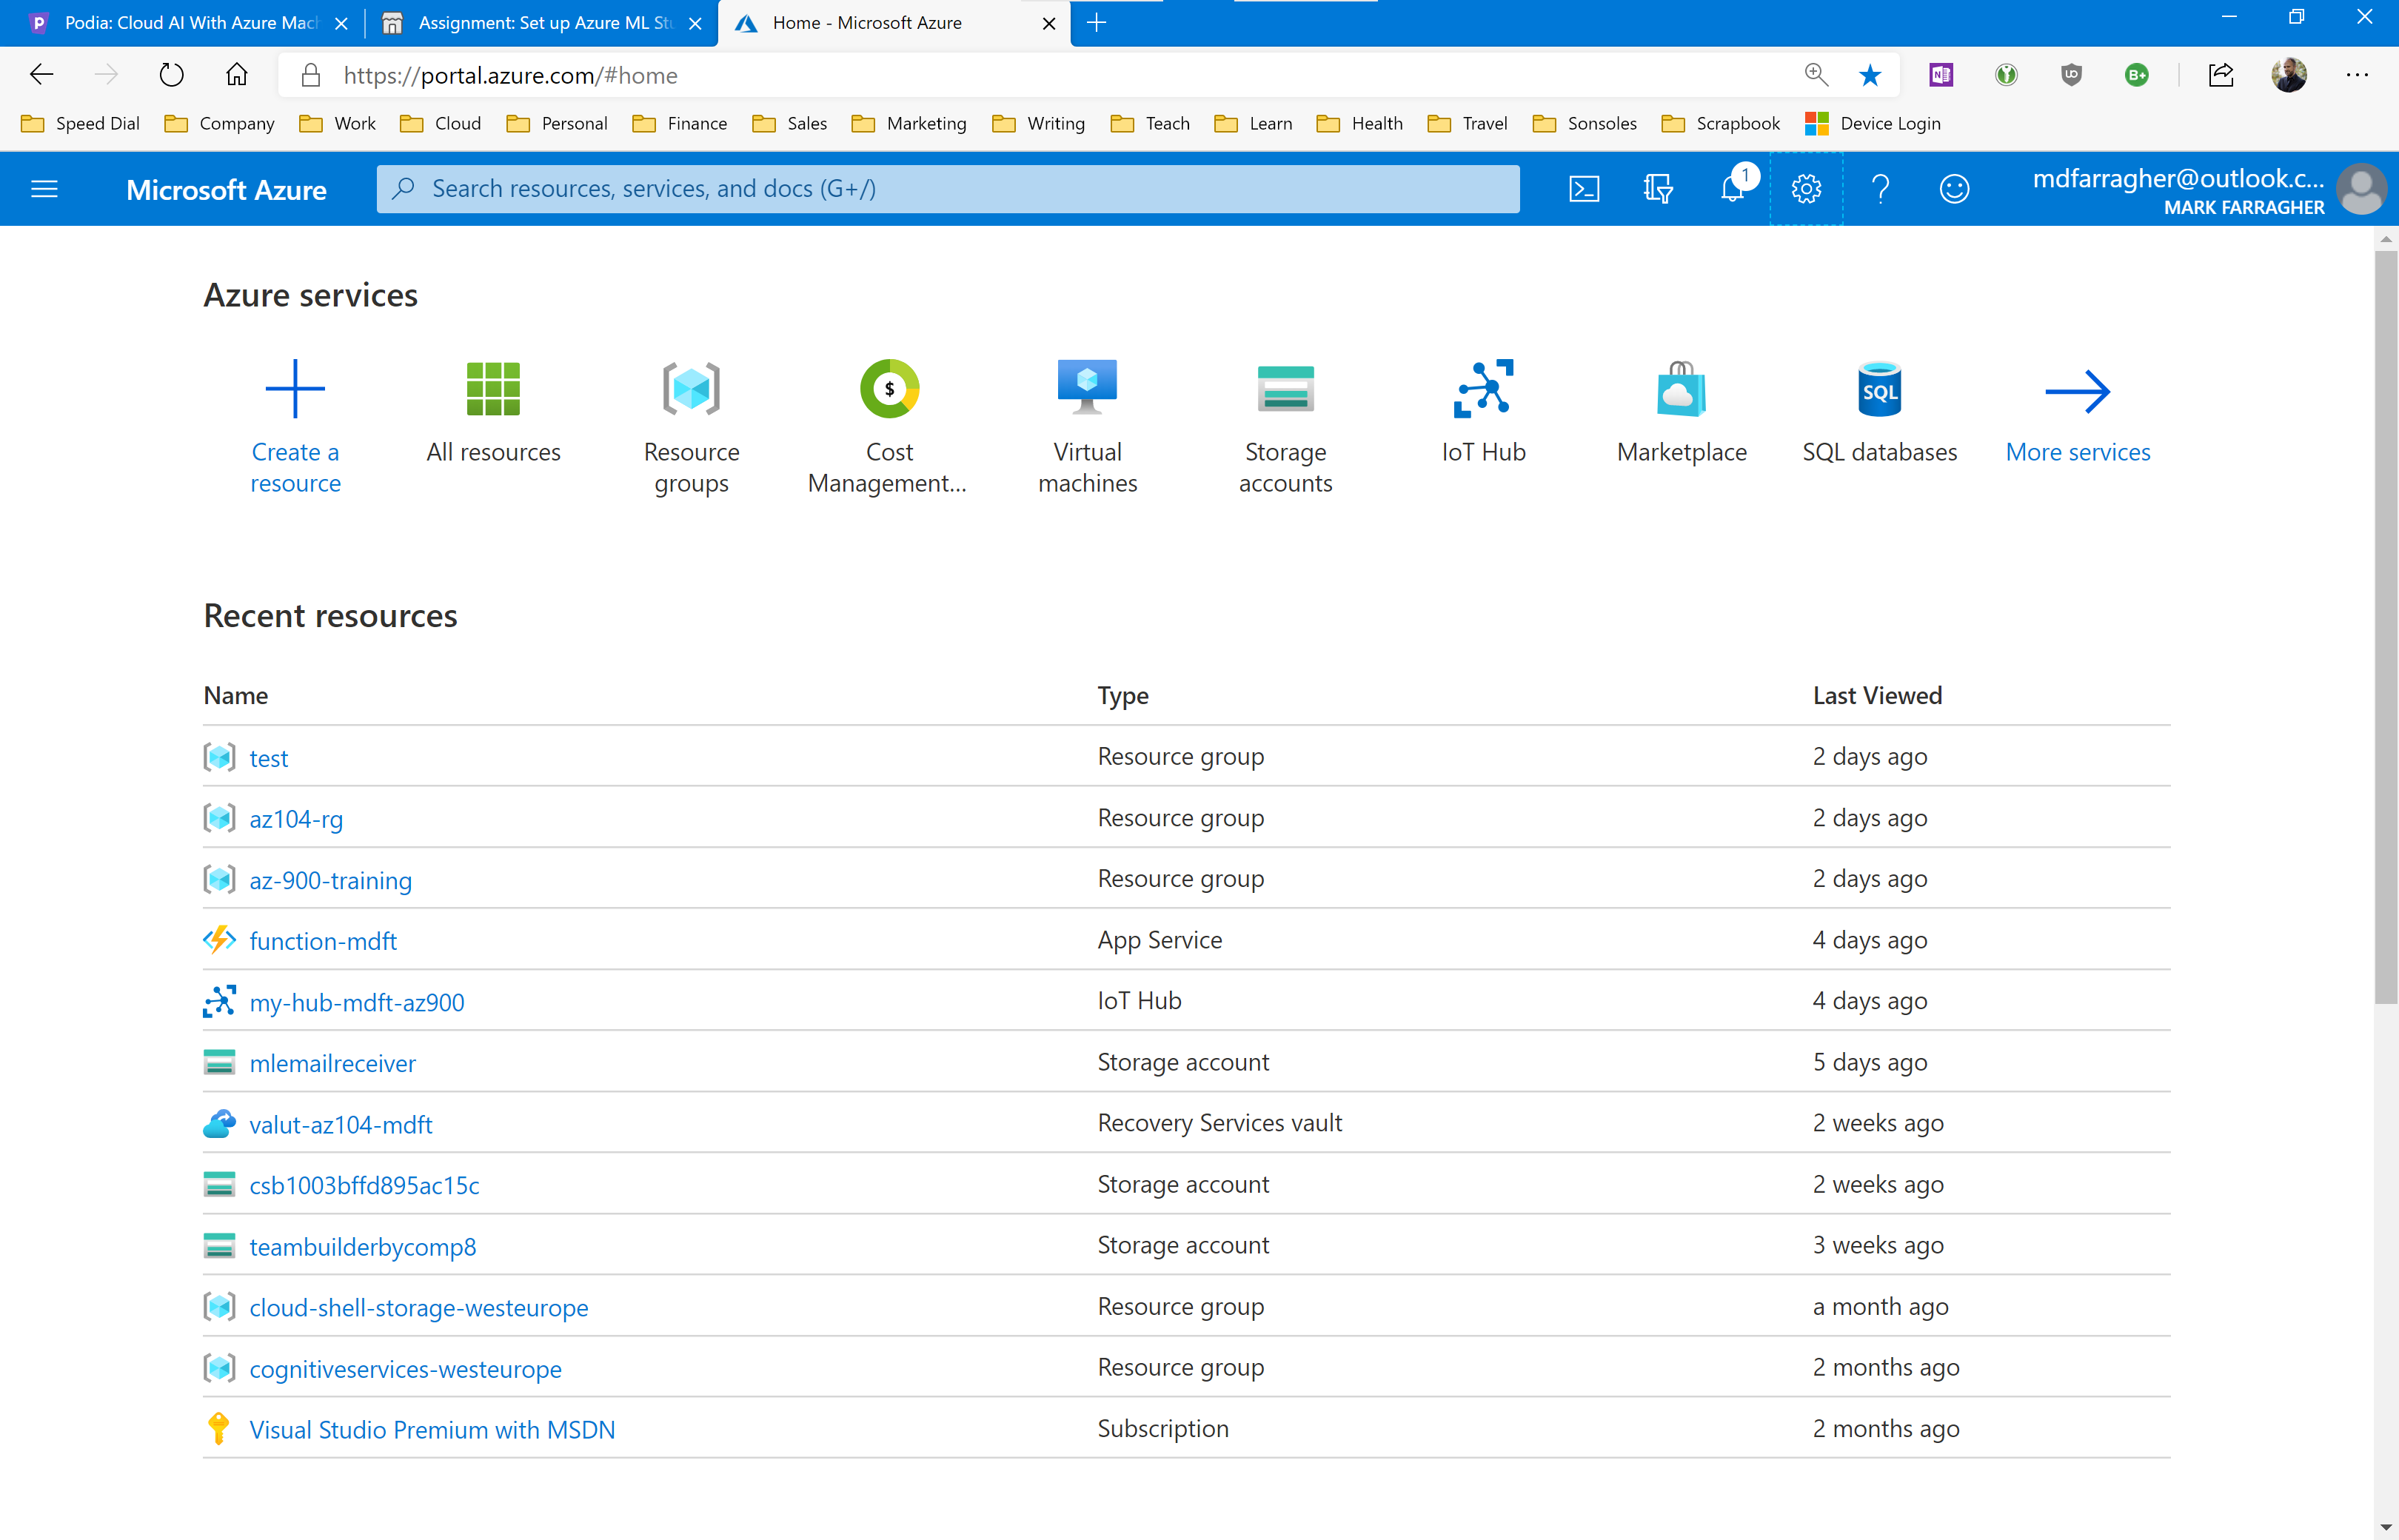 Podia: Cloud AI With Azure Mach
Assignment: Set up Azure ML Stu
Home - Microsoft Azure
https://portal.azure.com/#home
Speed Dial Company Work Cloud Personal Finance Sales Marketing Writing Teach Learn Health Travel Sonsoles Scrapbook Device Login
Microsoft Azure
Search resources, services, and docs (G+/)
1
mdfarragher@outlook.c...
MARK FARRAGHER
Azure services
Create a resource
All resources
Resource groups
Cost Management...
Virtual machines
Storage accounts
IoT Hub
Marketplace
SQL
SQL databases
More services
Recent resources
Name Type Last Viewed
test Resource group 2 days ago
az104-rg Resource group 2 days ago
az-900-training Resource group 2 days ago
function-mdft App Service 4 days ago
my-hub-mdft-az900 IoT Hub 4 days ago
mlemailreceiver Storage account 5 days ago
valut-az104-mdft Recovery Services vault 2 weeks ago
csb1003bffd895ac15c Storage account 2 weeks ago
teambuilderbycomp8 Storage account 3 weeks ago
cloud-shell-storage-westeurope Resource group a month ago
cognitiveservices-westeurope Resource group 2 months ago
Visual Studio Premium with MSDN Subscription 2 months ago